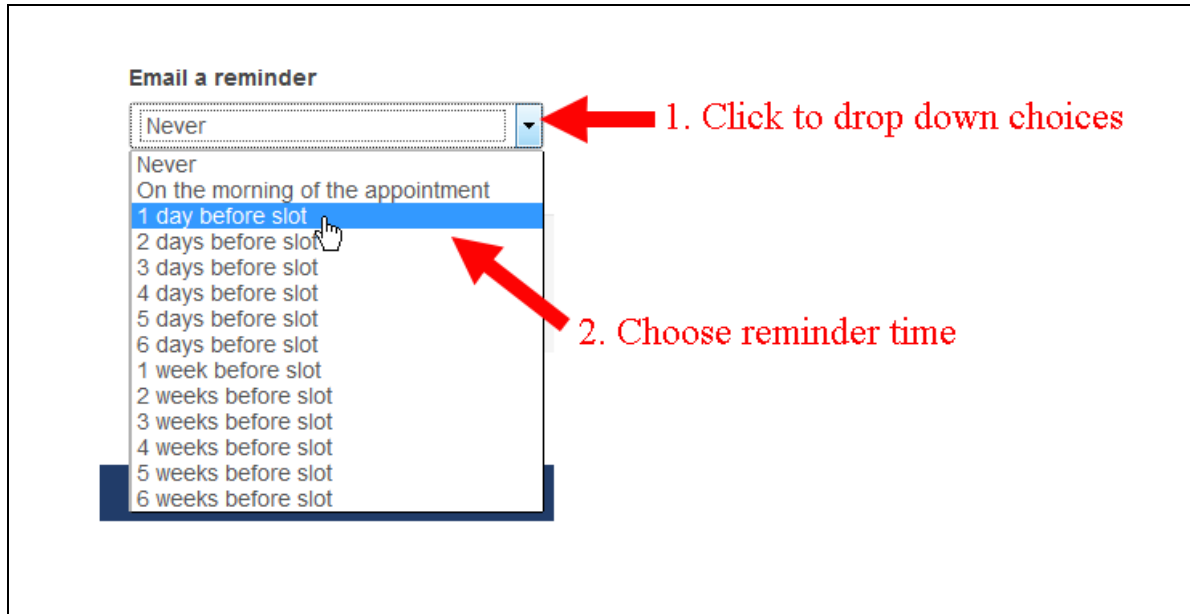 Email a reminder
Never
1. Click to drop down choices
Never
On the morning of the appointment
1 day before slot
2 days before slot
3 days before slot
4 days before slot
5 days before slot
2. Choose reminder time
6 days before slot
1 week before slot
2 weeks before slot
3 weeks before slot
4 weeks before slot
5 weeks before slot
6 weeks before slot